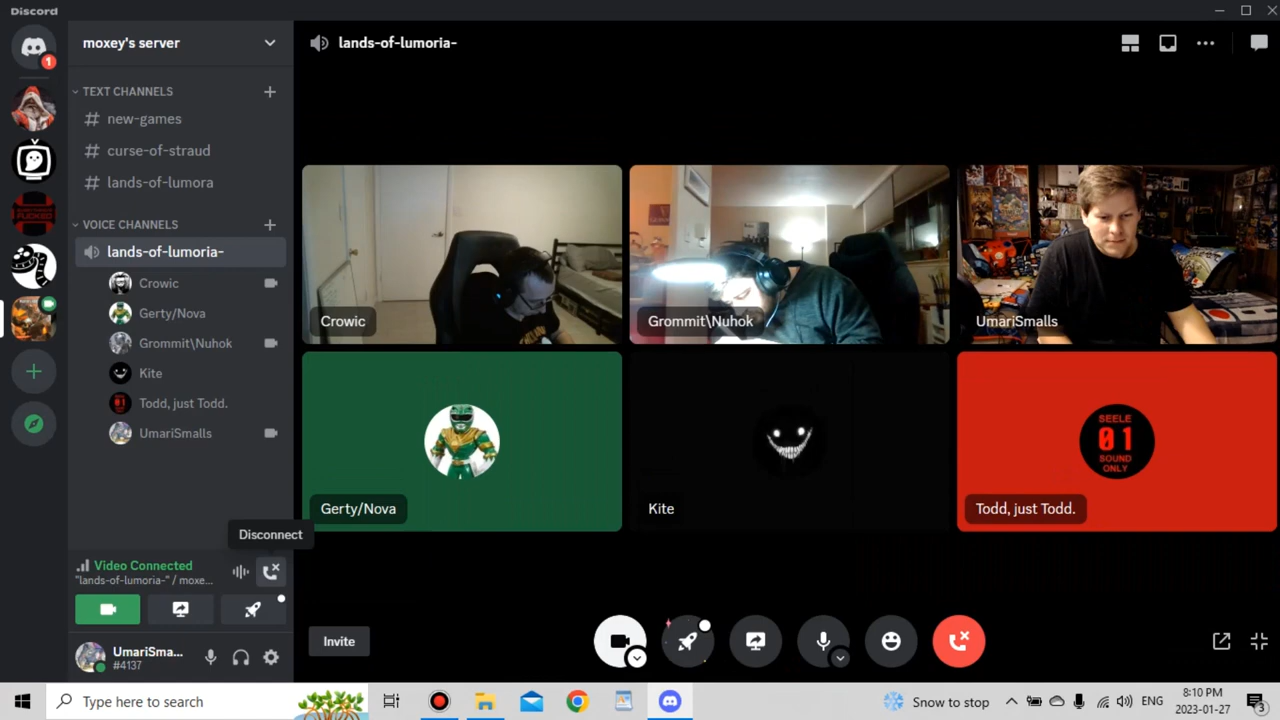 Discord
moxey's server
lands-of-lumoria-
1
TEXT CHANNELS
new-games
curse-of-straud
lands-of-lumora
VOICE CHANNELS
lands-of-lumoria-
Crowic
Gerty/Nova
Grommit\Nuhok
Kite
Todd, just Todd.
UmariSmalls
Crowic
Grommit\Nuhok
UmariSmalls
SEELE
01
SOUND
ONLY
Gerty/Nova
Kite
Todd, just Todd.
Disconnect
Video Connected
"lands-of-lumoria-" / moxe...
Invite
UmariSma...
#4137
Type here to search
Snow to stop
ENG
8:10 PM
2023-01-27
3